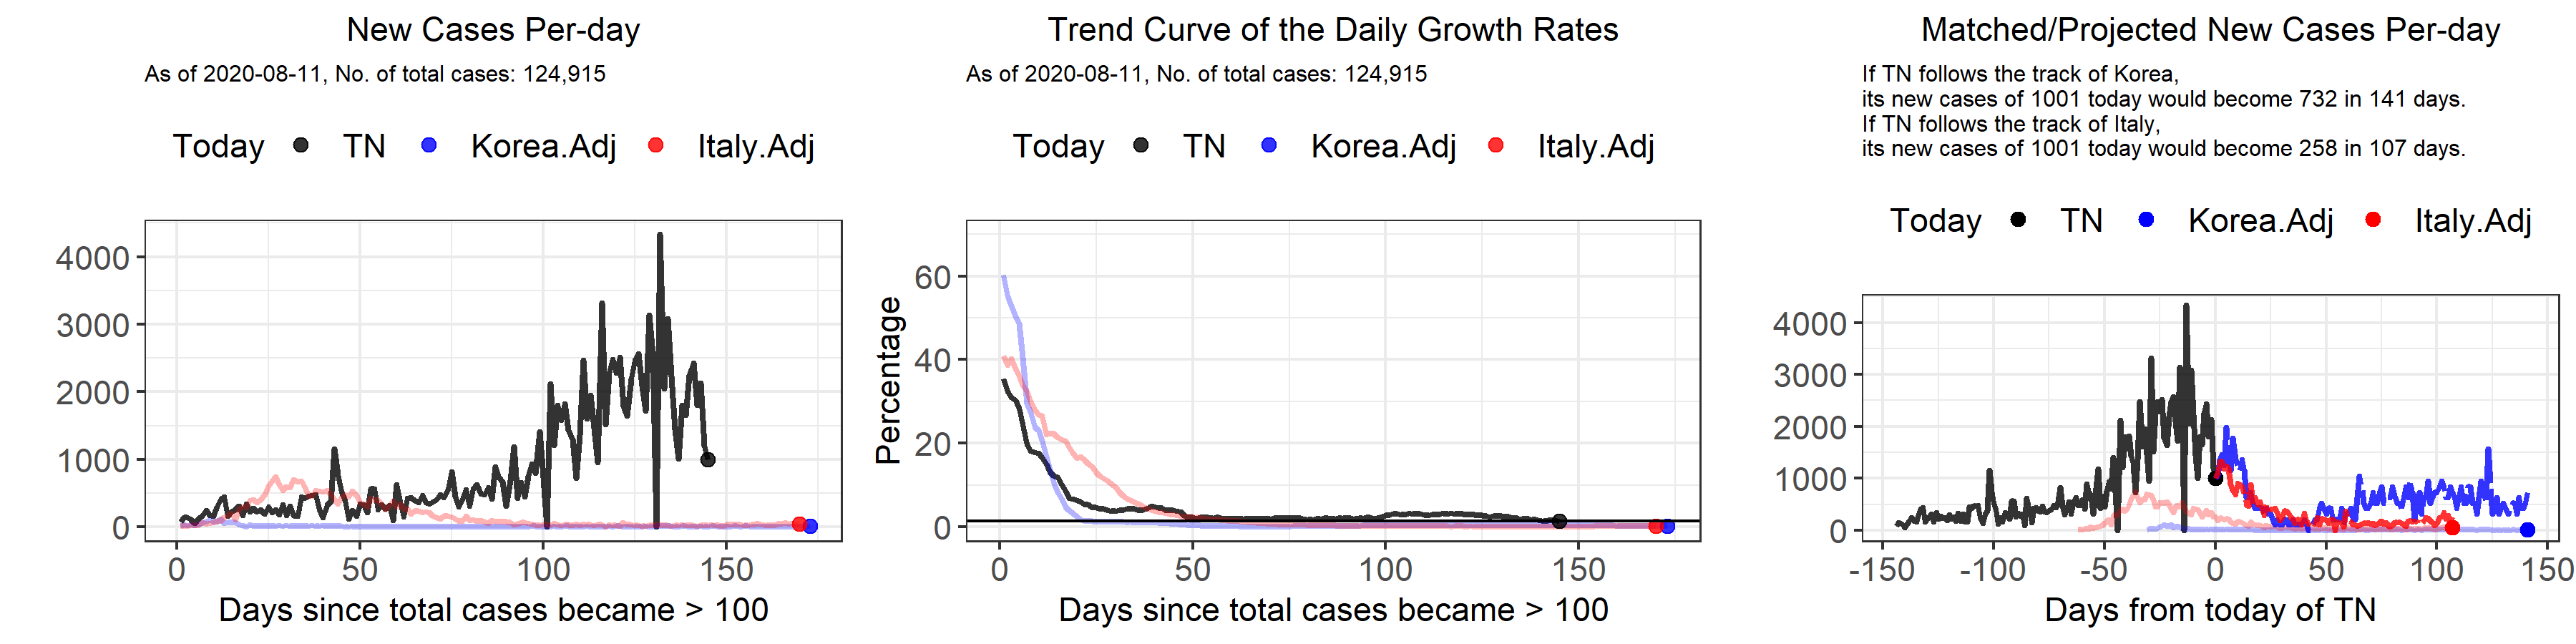 New Cases Per-day
As of 2020-08-11, No. of total cases: 124,915
Today TN Korea.Adj Italy.Adj
4000
3000
2000
1000
0
0 50 100 150
Days since total cases became > 100
Trend Curve of the Daily Growth Rates
As of 2020-08-11, No. of total cases: 124,915
Today TN Korea.Adj Italy.Adj
Percentage
60
40
20
0
0 50 100 150
Days since total cases became > 100
Matched/Projected New Cases Per-day
If TN follows the track of Korea,
its new cases of 1001 today would become 732 in 141 days.
If TN follows the track of Italy,
its new cases of 1001 today would become 258 in 107 days.
Today TN Korea.Adj Italy.Adj
4000
3000
2000
1000
0
-150 -100 -50 0 50 100 150
Days from today of TN